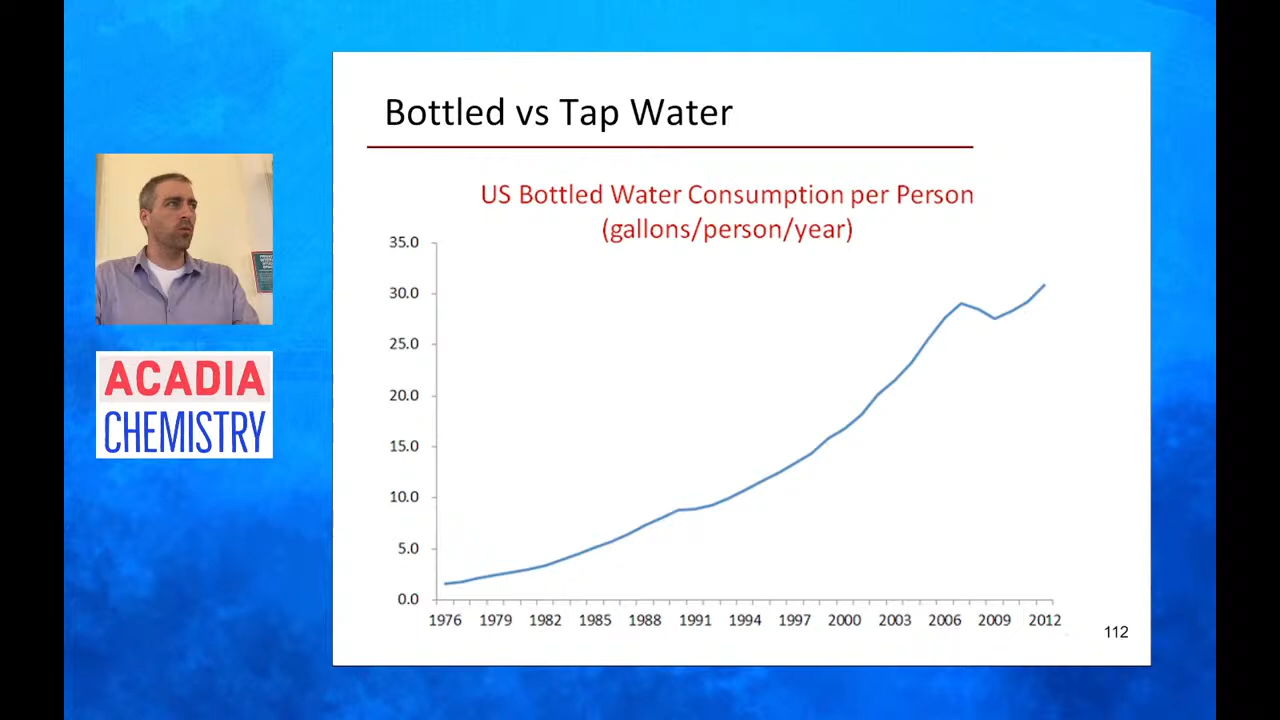 Bottled vs Tap Water
US Bottled Water Consumption per Person
(gallons/person/year)
35.0
30.0
25.0
20.0
15.0
10.0
5.0
0.0
1976 1979 1982 1985 1988 1991 1994 1997 2000 2003 2006 2009 2012
112
ACADIA
CHEMISTRY